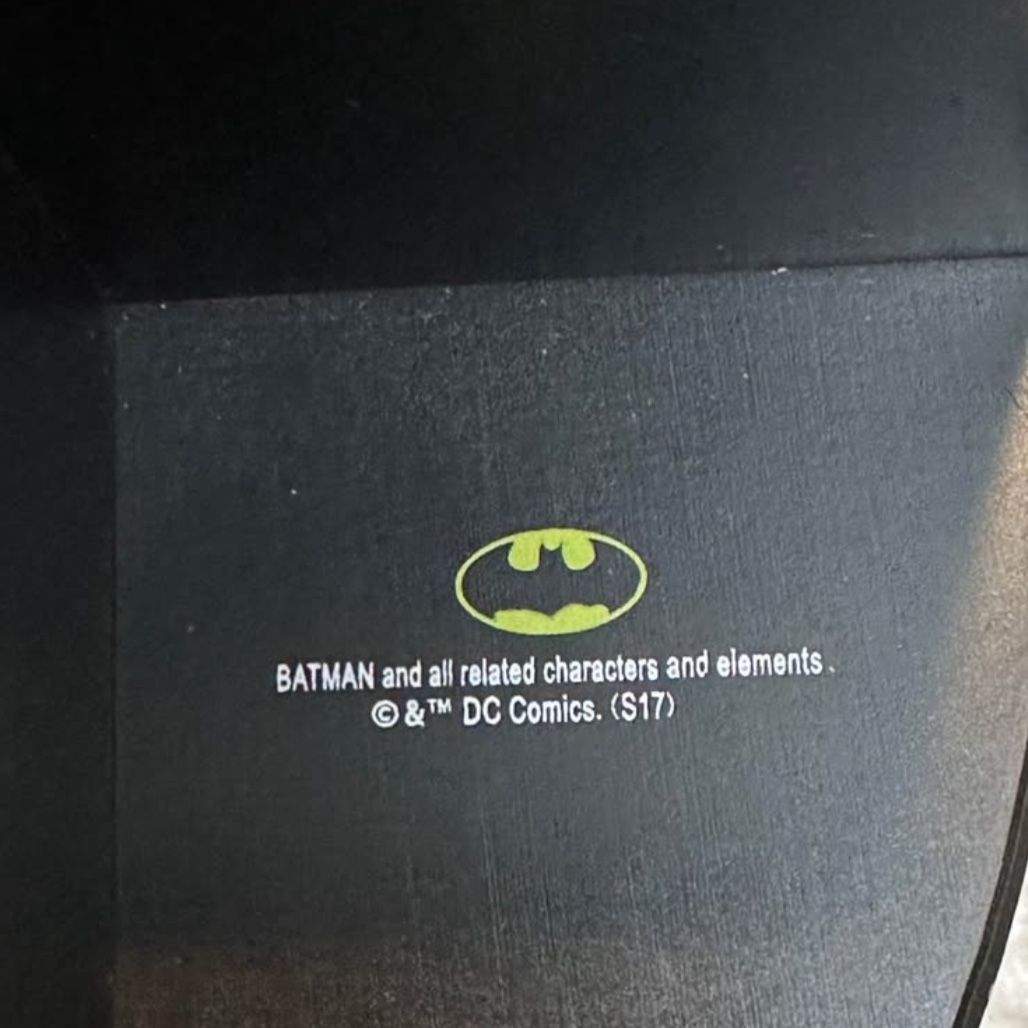 BATMAN and all related characters and elements.
©&™ DC Comics. (S17)